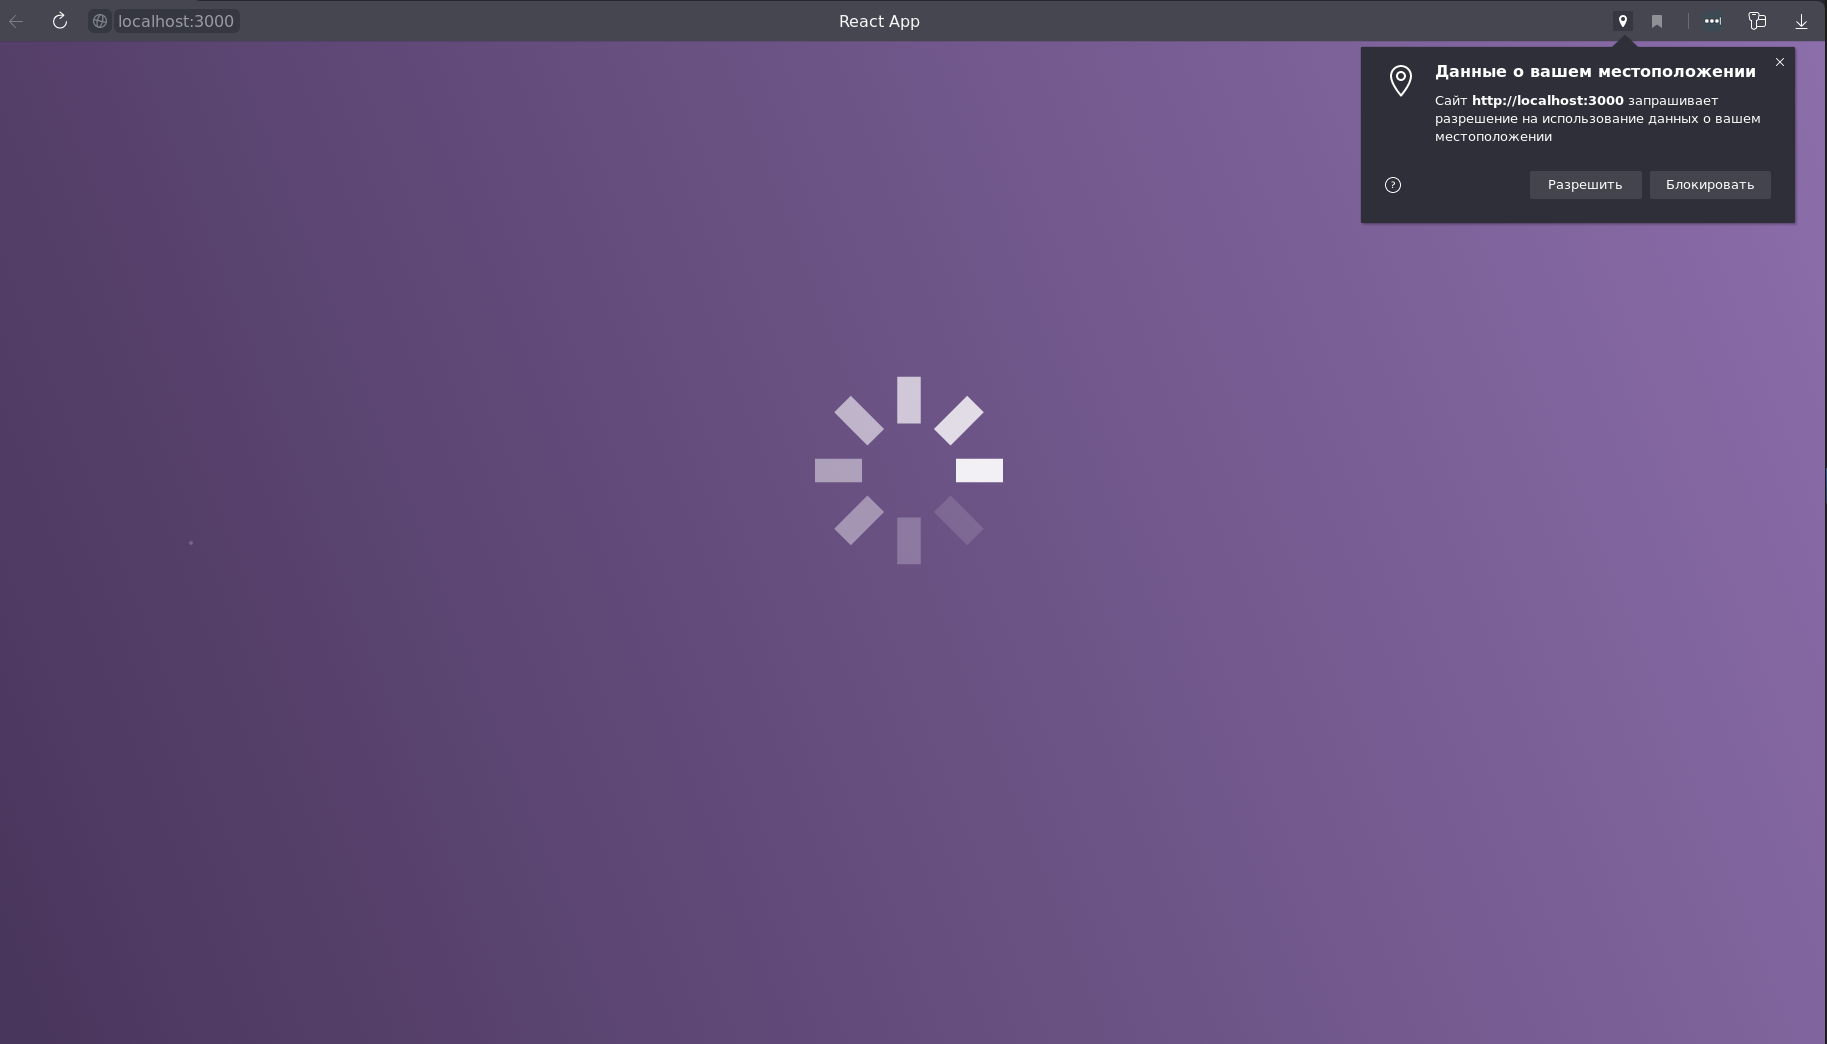 localhost:3000
React App
Данные о вашем местоположении
Сайт http://localhost:3000 запрашивает
разрешение на использование данных о вашем
местоположении
?
Разрешить
Блокировать